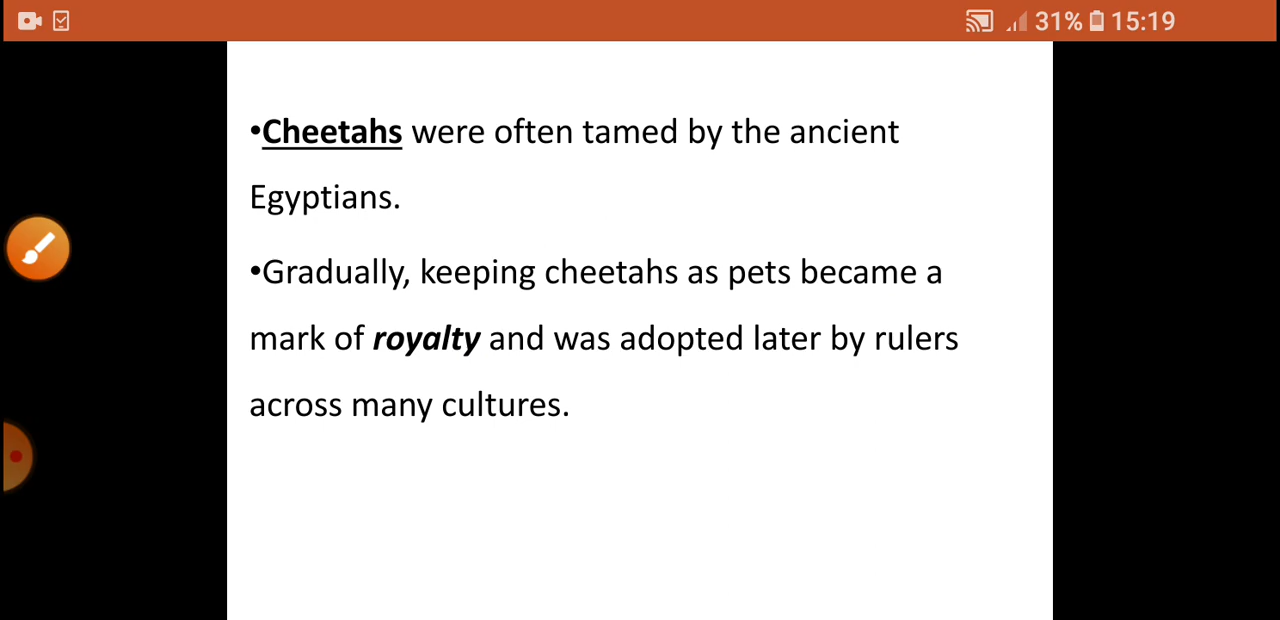 31% 15:19
•Cheetahs were often tamed by the ancient
Egyptians.
•Gradually, keeping cheetahs as pets became a
mark of royalty and was adopted later by rulers
across many cultures.